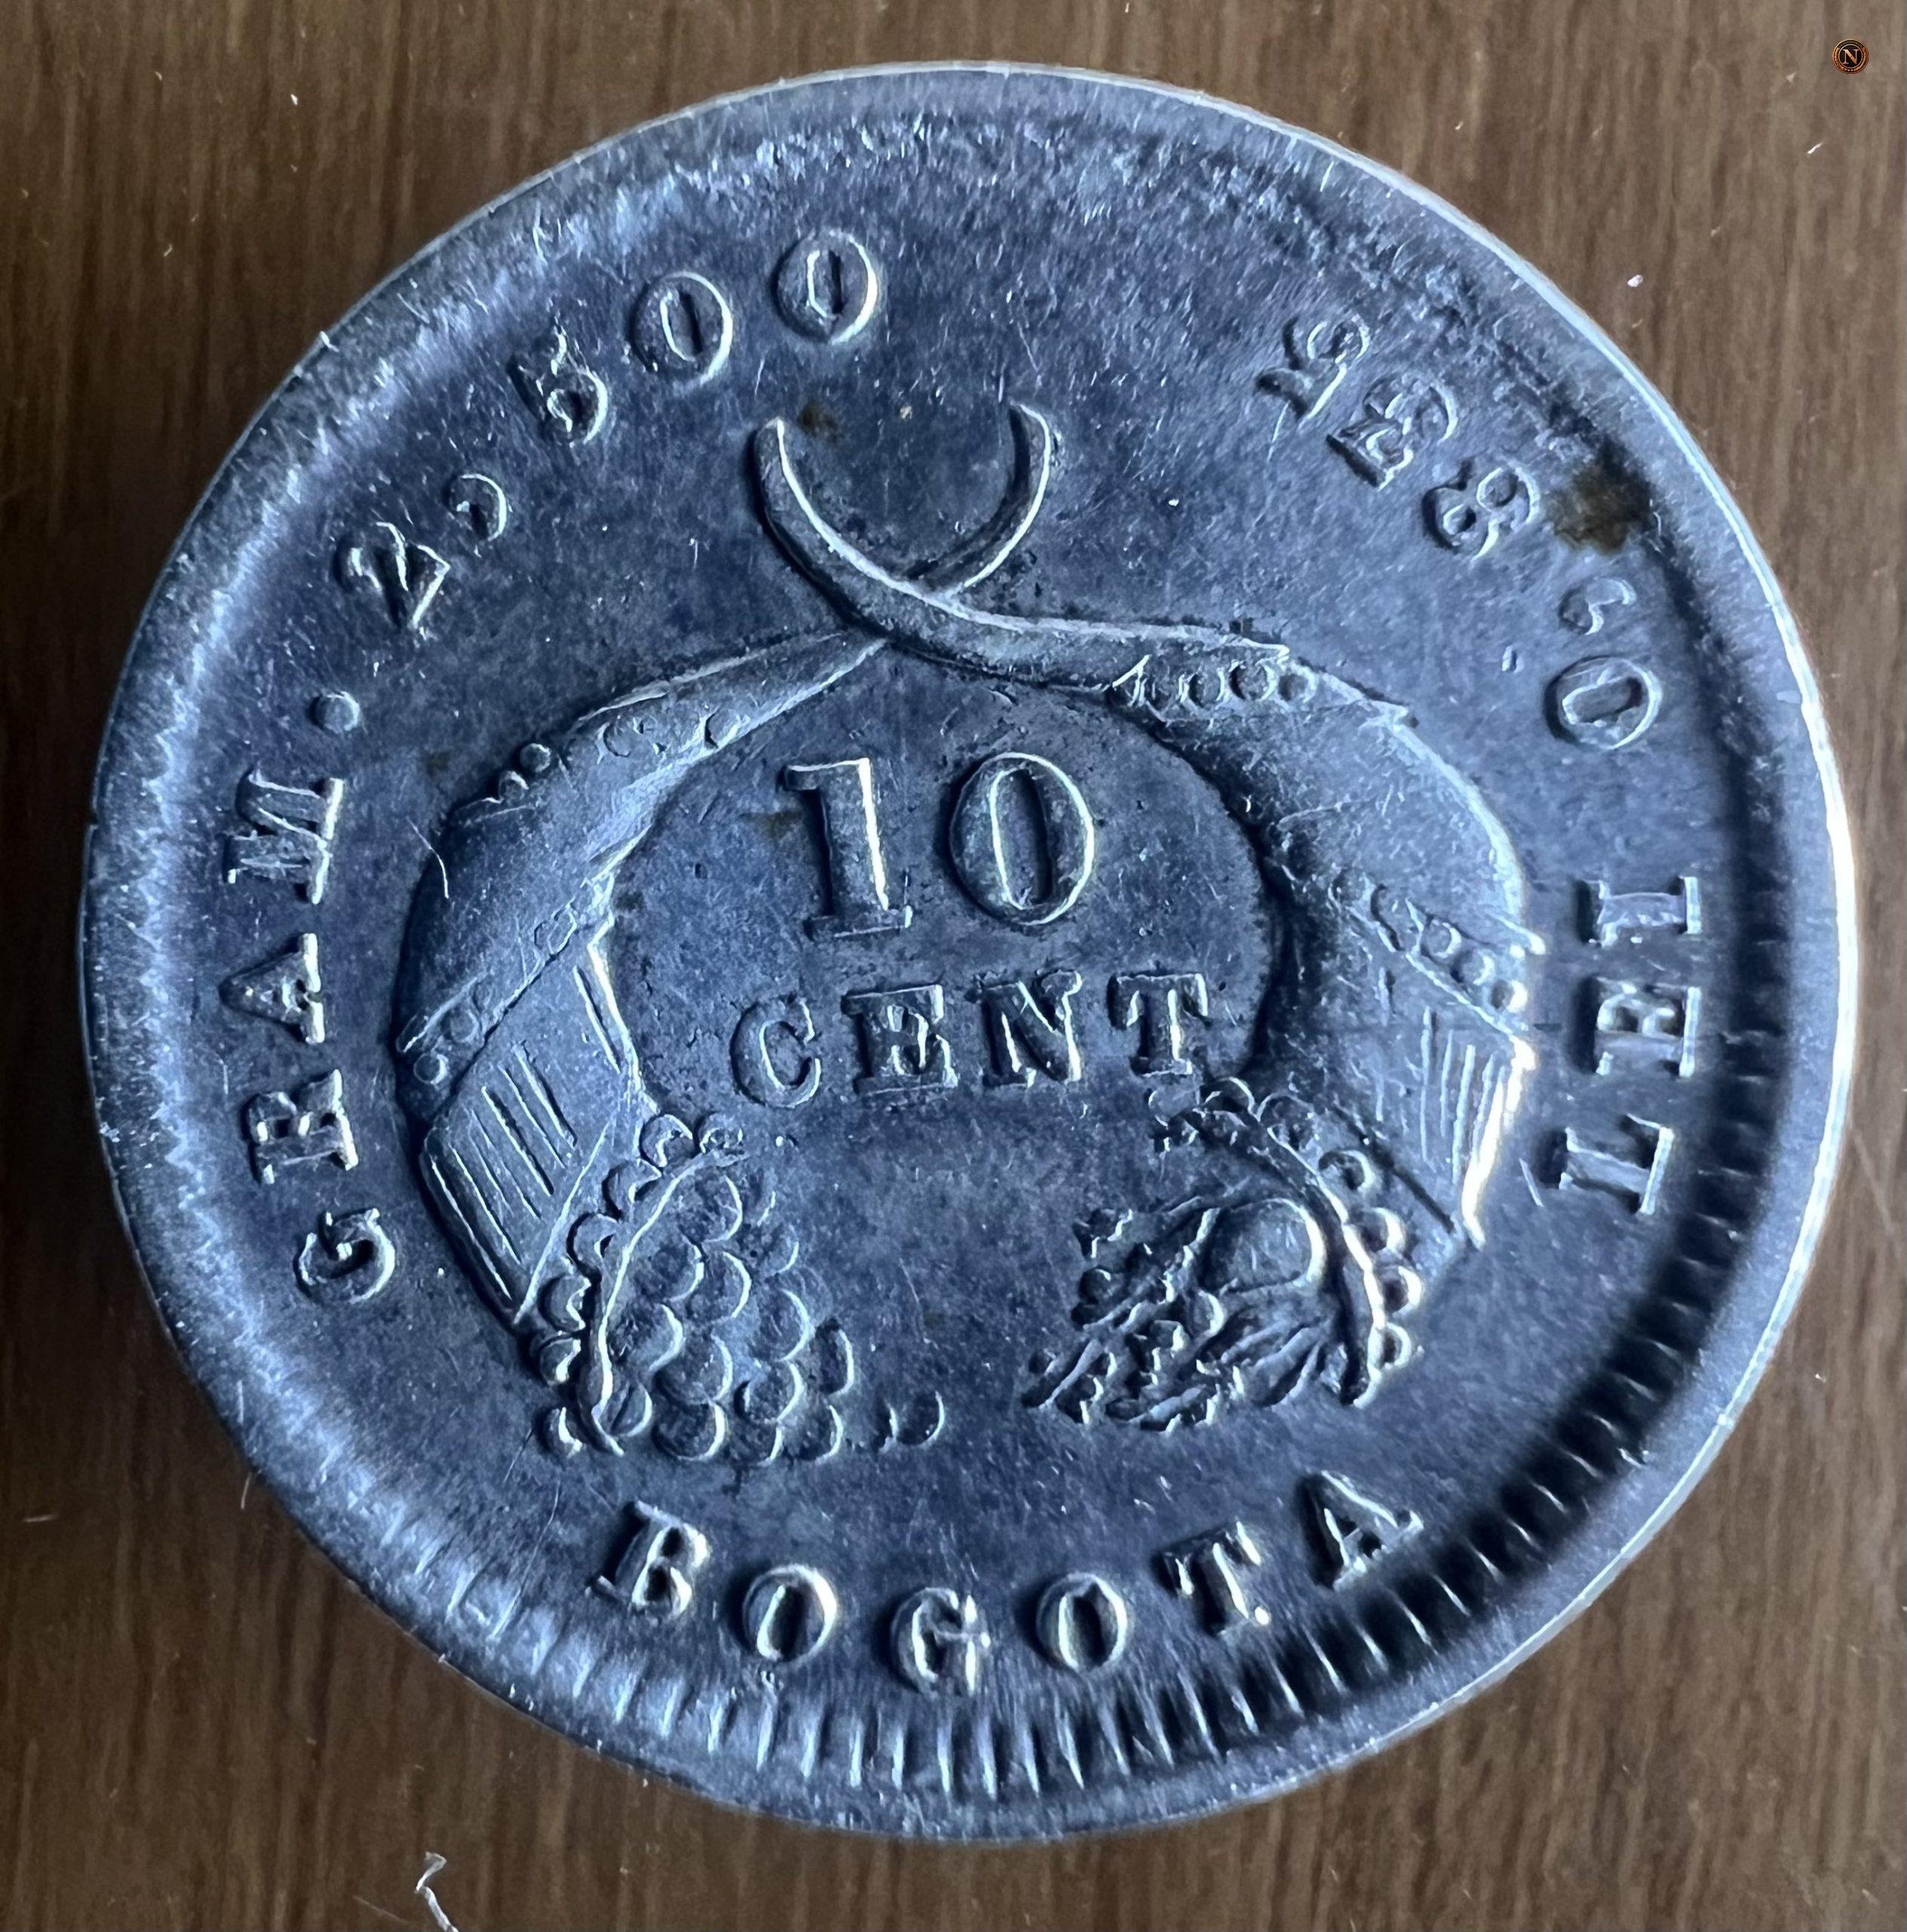 GRAM. 2,500
LEI 0,835
10
CENT
BOGOTA
N